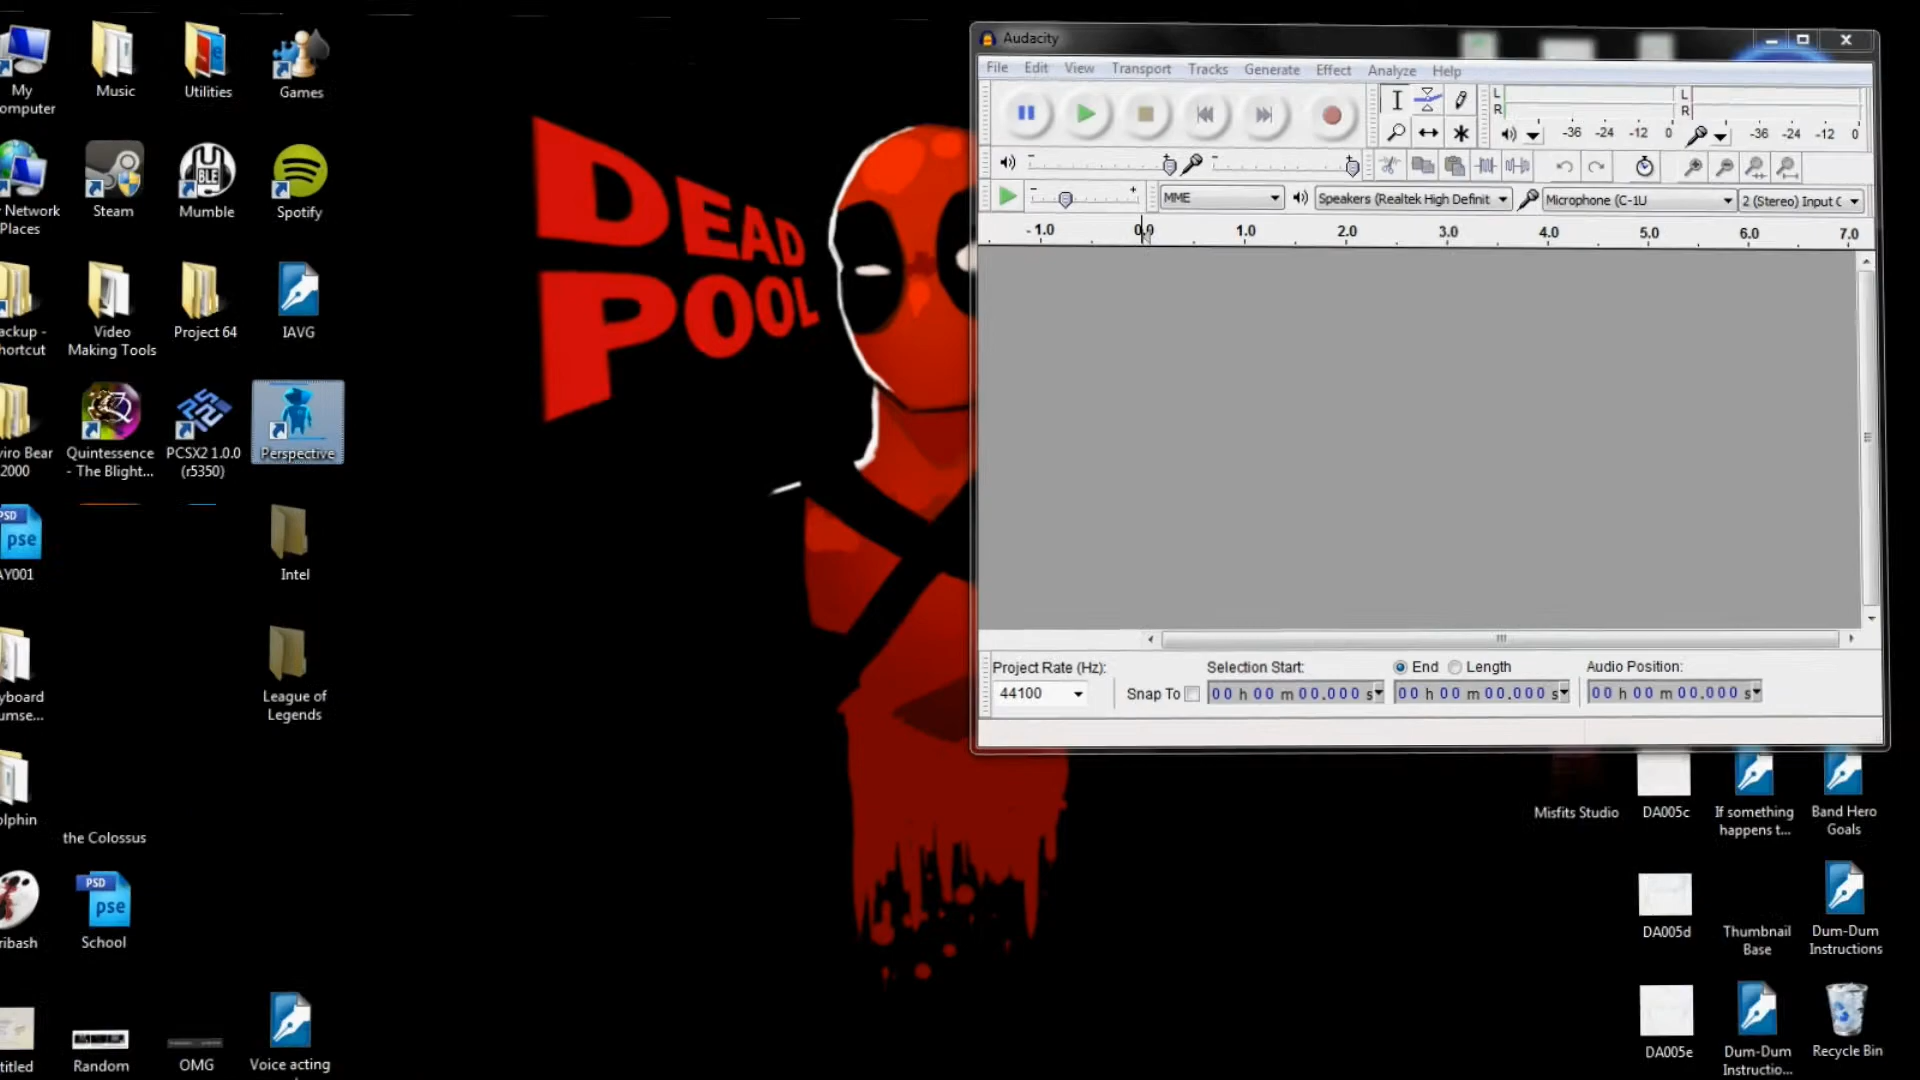 My
omputer
Music
Utilities
Games
Steam
Mumble
Spotify
y Network
Places
ackup -
hortcut
Video
Making Tools
Project 64
IAVG
viro Bear
2000
Quintessence
- The Blight...
PCSX2 1.0.0
(r5350)
Perspective
PSD
pse
AY001
Intel
yboard
umse...
League of
Legends
olphin
the Colossus
PSD
pse
ribash
School
titled
Random
OMG
Voice acting
BLE
DEAD
POOL
Audacity
File Edit View Transport Tracks Generate Effect Analyze Help
L
R
-36 -24 -12 0
L
R
-36 -24 -12 0
MME
Speakers (Realtek High Definit
Microphone (C-1U
2 (Stereo) Input C
-1.0 0.0 1.0 2.0 3.0 4.0 5.0 6.0 7.0
Project Rate (Hz):
44100
Snap To
Selection Start:
00 h 00 m 00.000 s
End Length
00 h 00 m 00.000 s
Audio Position:
00 h 00 m 00.000 s
Misfits Studio
DA005c
If something
happens t...
Band Hero
Goals
DA005d
Thumbnail
Base
Dum-Dum
Instructions
DA005e
Dum-Dum
Instructio...
Recycle Bin